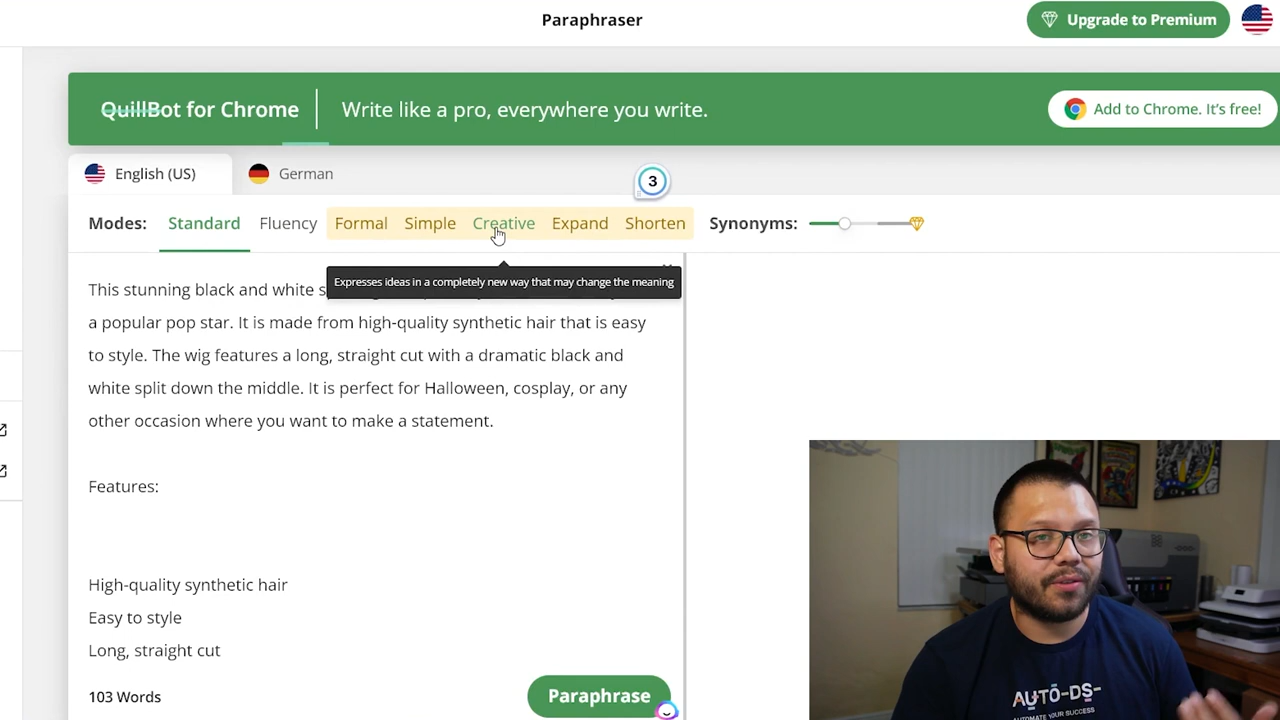 Paraphraser
Upgrade to Premium
QuillBot for Chrome
Write like a pro, everywhere you write.
Add to Chrome. It's free!
English (US)
German
3
Modes:
Standard
Fluency
Formal
Simple
Creative
Expand
Shorten
Synonyms:
Expresses ideas in a completely new way that may change the meaning
This stunning black and white
a popular pop star. It is made from high-quality synthetic hair that is easy
to style. The wig features a long, straight cut with a dramatic black and
white split down the middle. It is perfect for Halloween, cosplay, or any
other occasion where you want to make a statement.
Features:
High-quality synthetic hair
Easy to style
Long, straight cut
103 Words
Paraphrase
AUTO-DS-
AUTOMATE YOUR SUCCESS